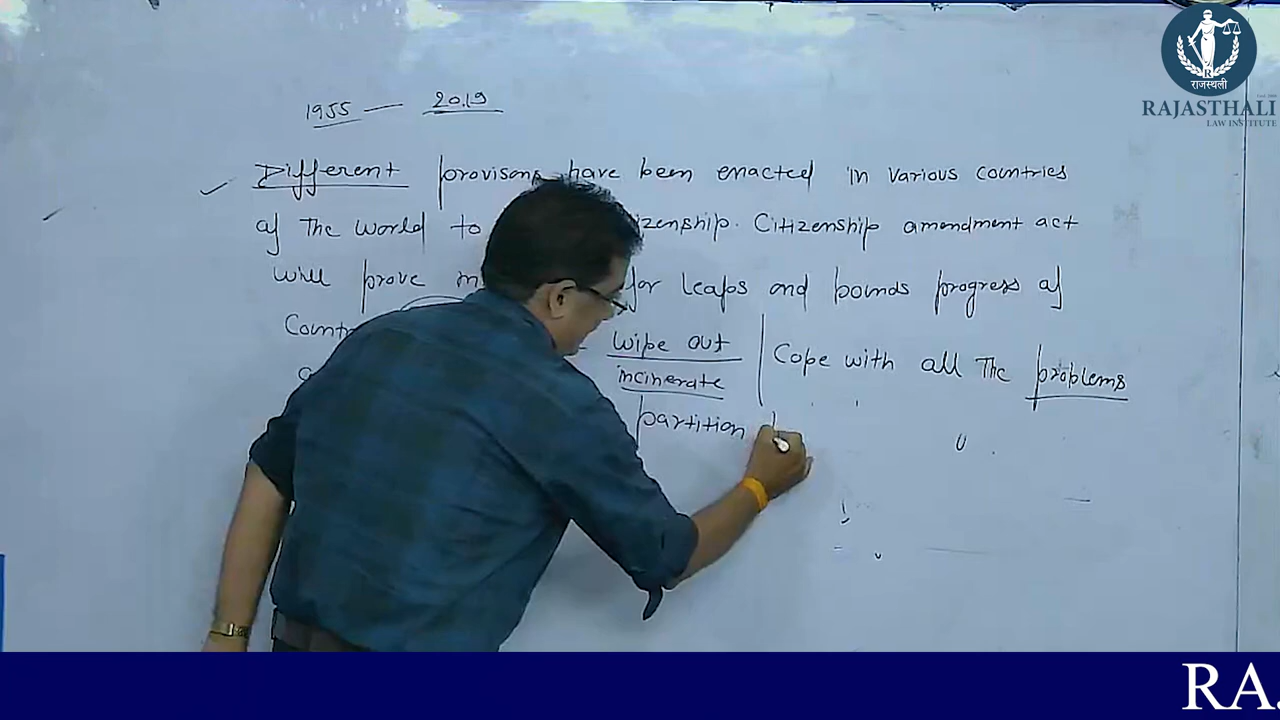 1955 — 2019
Different provisons have been enacted in various countries
of The world to zenship. Citizenship amendment act
will prove for leaps and bounds progress of
wipe out
incinerate
Cope with all The problems
partition
राजस्थली
RAJASTHALI
LAW INSTITUTE
RA